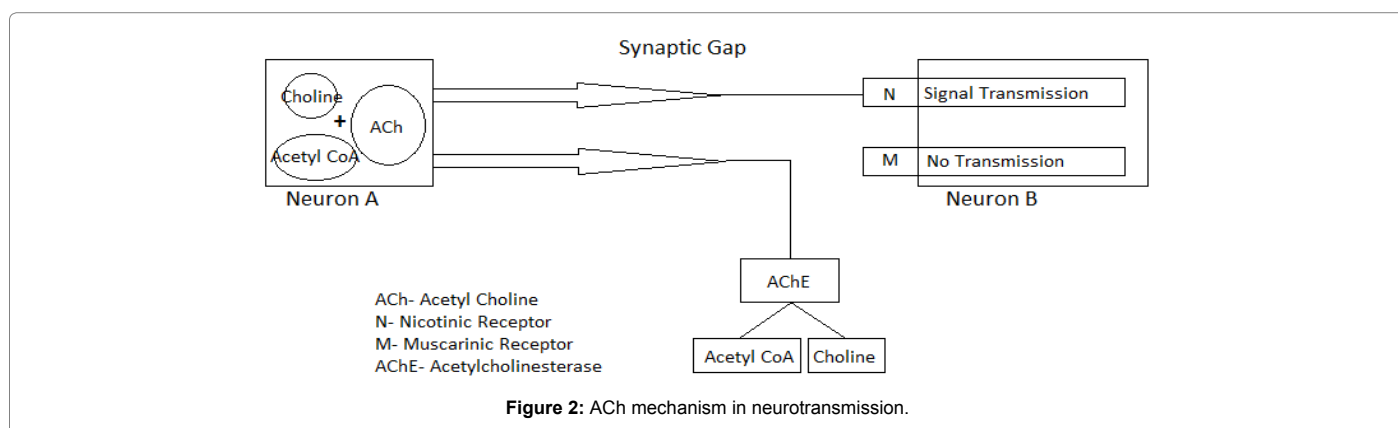 Synaptic Gap
Choline
+
ACh
Acetyl CoA
Neuron A
N
Signal Transmission
M
No Transmission
Neuron B
AChE
Acetyl CoA
Choline
ACh- Acetyl Choline
N- Nicotinic Receptor
M- Muscarinic Receptor
AChE- Acetylcholinesterase
Figure 2: ACh mechanism in neurotransmission.